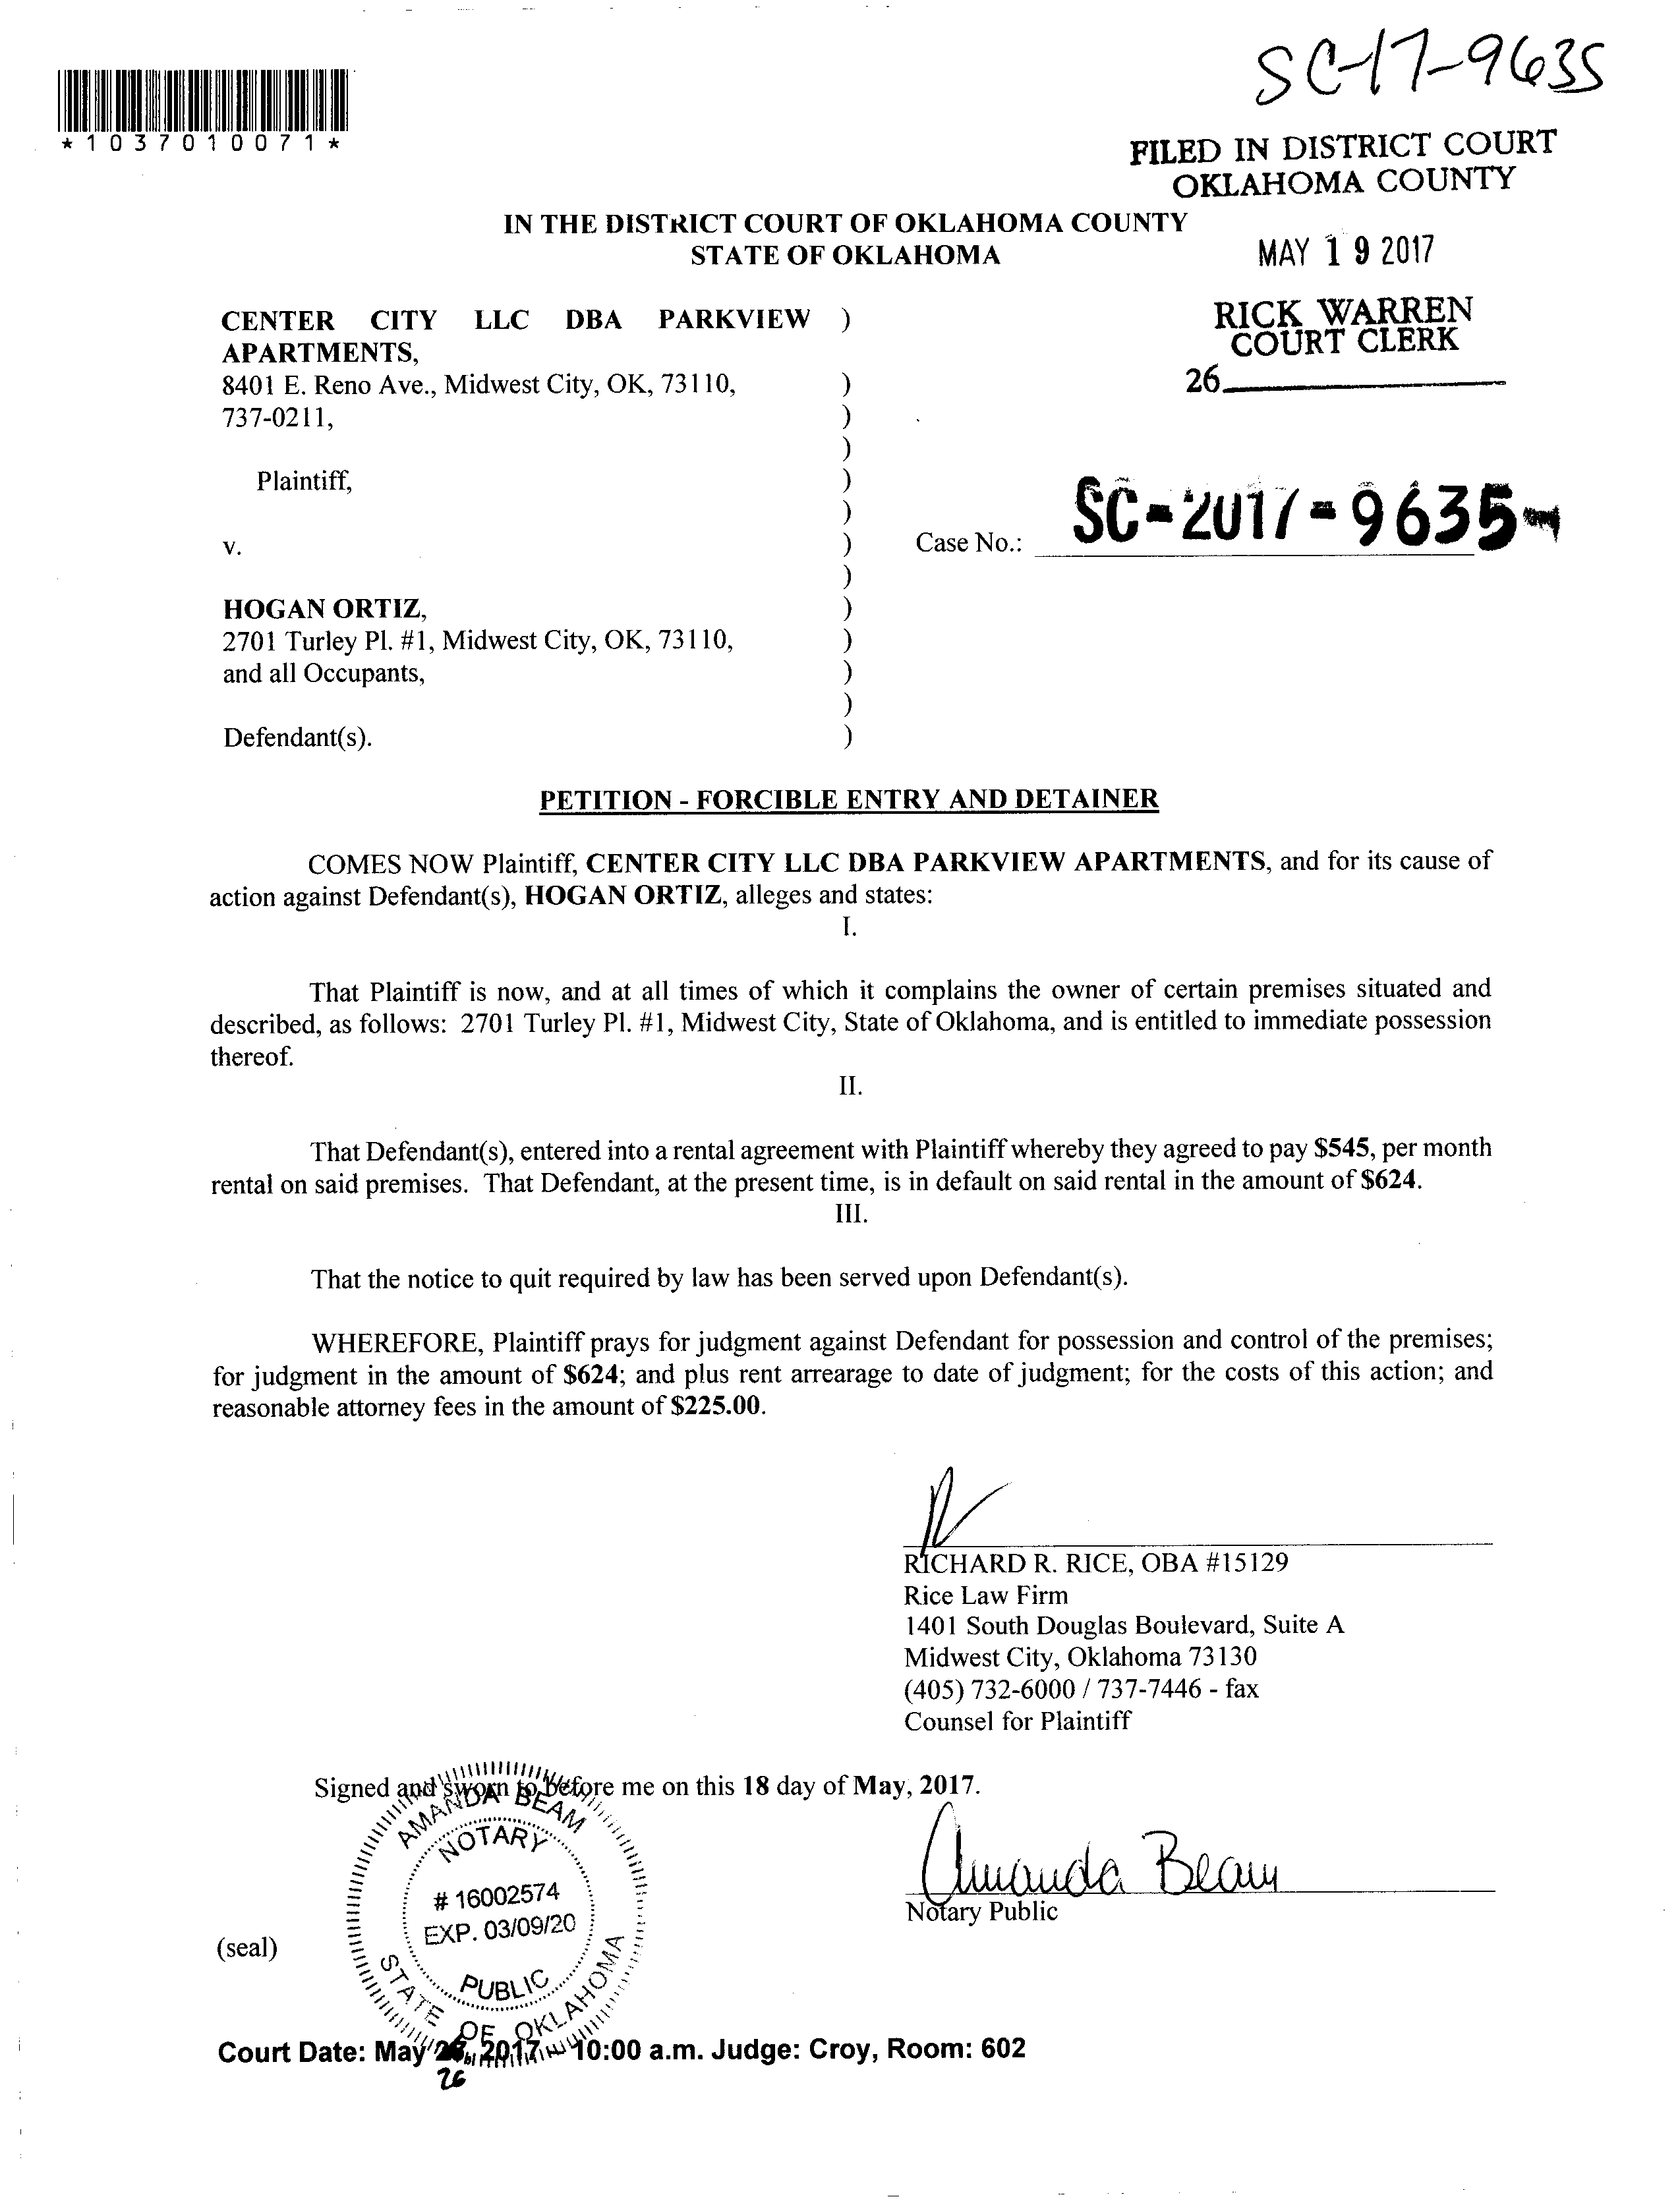 SC-17-9635
*1037010071*
FILED IN DISTRICT COURT
OKLAHOMA COUNTY
IN THE DISTRICT COURT OF OKLAHOMA COUNTY
STATE OF OKLAHOMA
MAY 19 2017
RICK WARREN
COURT CLERK
26
CENTER CITY LLC DBA PARKVIEW )
APARTMENTS,
8401 E. Reno Ave., Midwest City, OK, 73110, )
737-0211, )
)
Plaintiff, )
)
v. ) Case No.: SC-2017-9635
)
HOGAN ORTIZ, )
2701 Turley Pl. #1, Midwest City, OK, 73110, )
and all Occupants, )
)
Defendant(s). )
PETITION - FORCIBLE ENTRY AND DETAINER
COMES NOW Plaintiff, CENTER CITY LLC DBA PARKVIEW APARTMENTS, and for its cause of
action against Defendant(s), HOGAN ORTIZ, alleges and states:
I.
That Plaintiff is now, and at all times of which it complains the owner of certain premises situated and
described, as follows: 2701 Turley Pl. #1, Midwest City, State of Oklahoma, and is entitled to immediate possession
thereof.
II.
That Defendant(s), entered into a rental agreement with Plaintiff whereby they agreed to pay $545, per month
rental on said premises. That Defendant, at the present time, is in default on said rental in the amount of $624.
III.
That the notice to quit required by law has been served upon Defendant(s).
WHEREFORE, Plaintiff prays for judgment against Defendant for possession and control of the premises;
for judgment in the amount of $624; and plus rent arrearage to date of judgment; for the costs of this action; and
reasonable attorney fees in the amount of $225.00.
RICHARD R. RICE, OBA #15129
Rice Law Firm
1401 South Douglas Boulevard, Suite A
Midwest City, Oklahoma 73130
(405) 732-6000 / 737-7446 - fax
Counsel for Plaintiff
Signed and sworn to before me on this 18 day of May, 2017.
Amanda Beam
Notary Public
(seal)
AMANDA BEAM
NOTARY
# 16002574
EXP. 03/09/20
PUBLIC
STATE OF OKLAHOMA
Court Date: May 2017 10:00 a.m. Judge: Croy, Room: 602
26